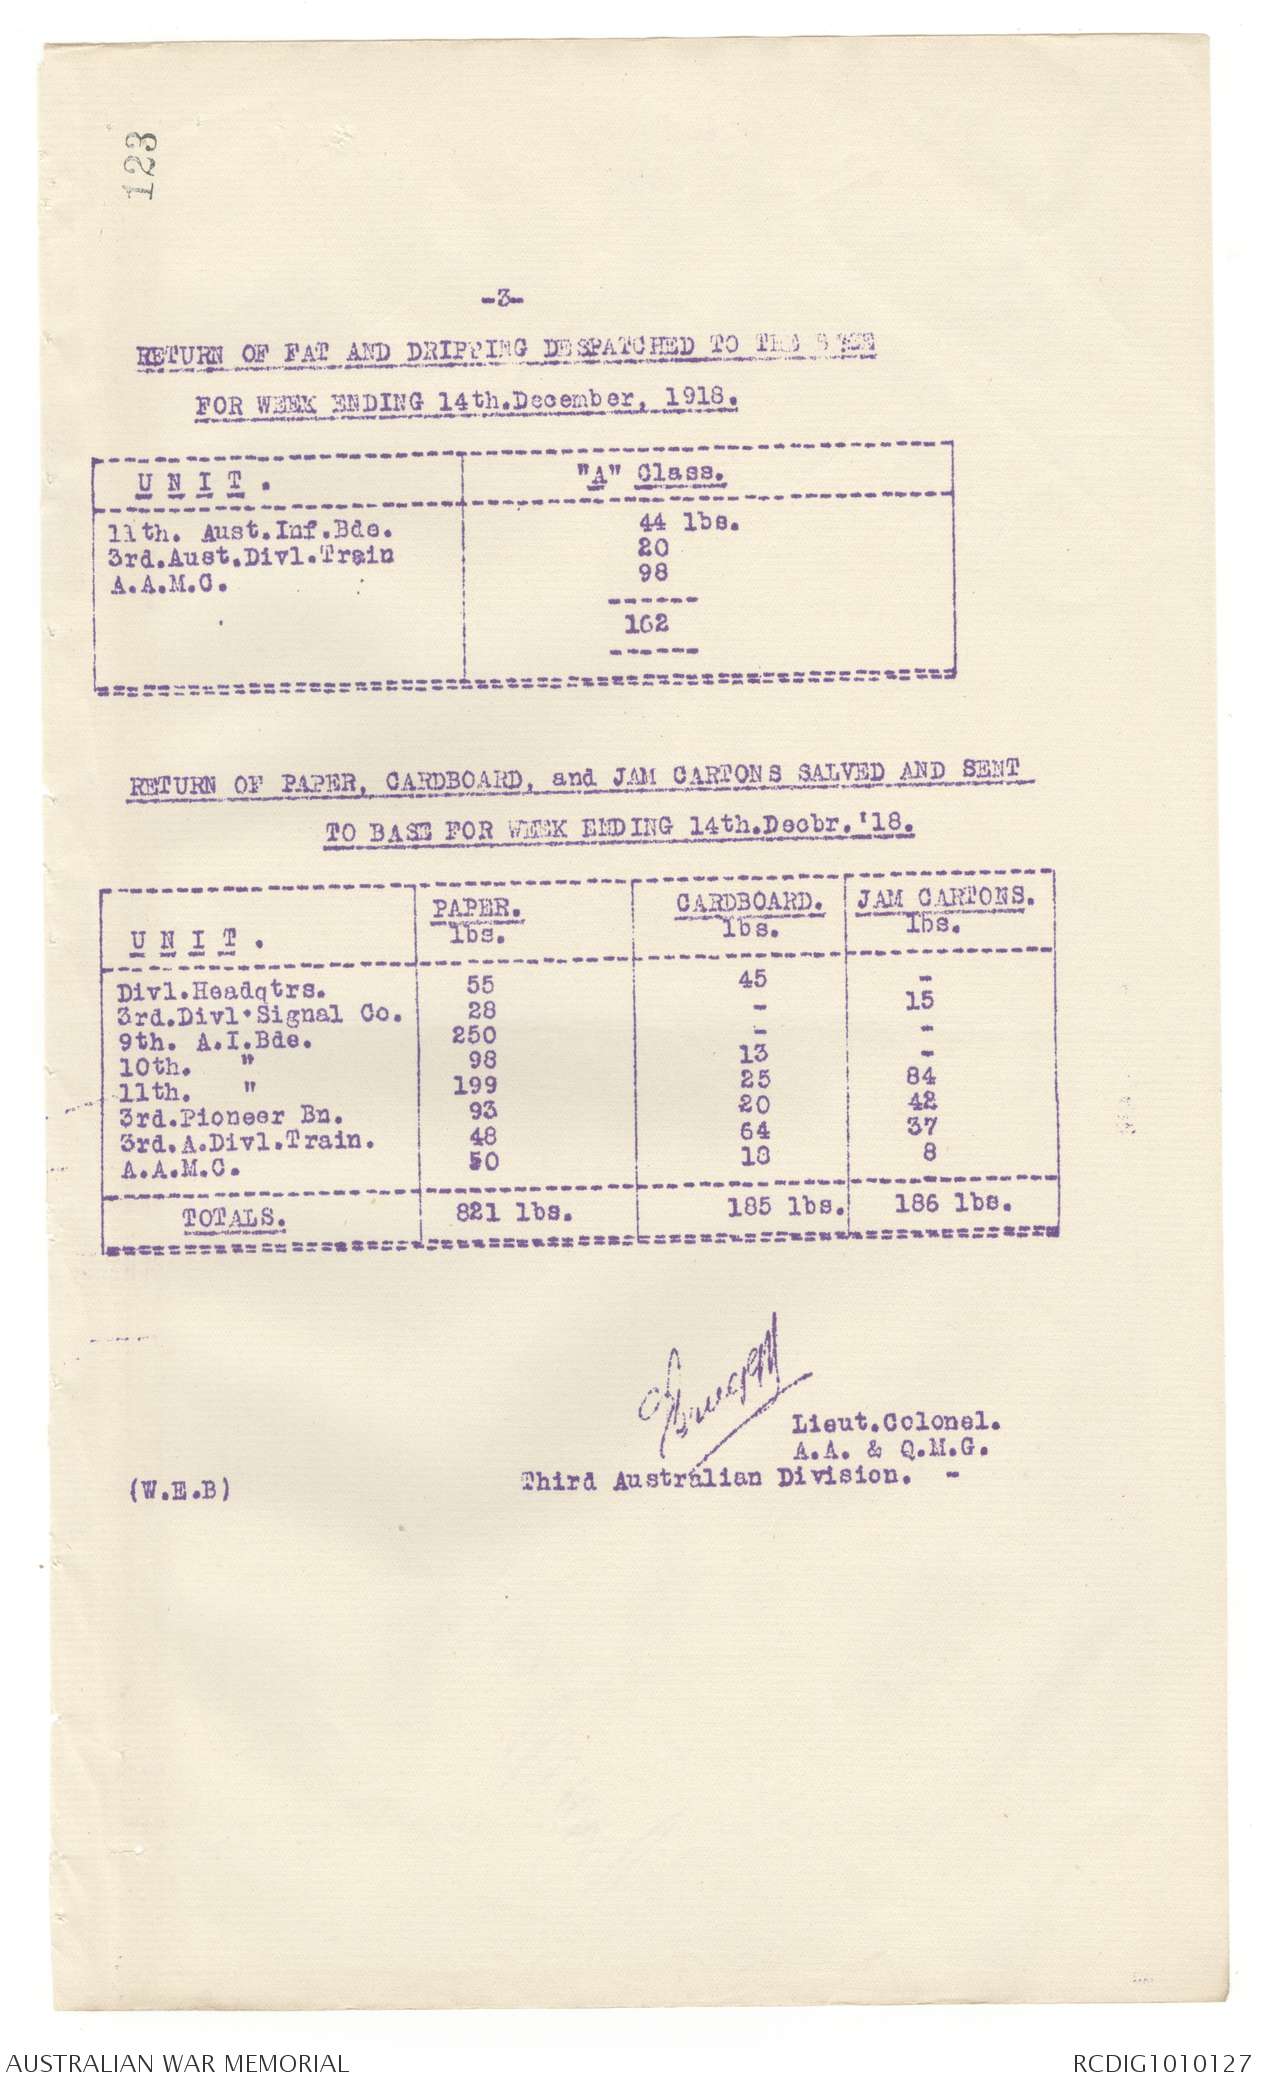 123
-3-
RETURN OF FAT AND DRIPPING DESPATCHED TO THE BASE
FOR WEEK ENDING 14th.December, 1918.
U N I T . "A" Class.
11th. Aust.Inf.Bde. 44 lbs.
3rd.Aust.Divl.Train 20
A.A.M.C. 98
162
RETURN OF PAPER, CARDBOARD, and JAM CARTONS SALVED AND SENT
TO BASE FOR WEEK ENDING 14th.Decbr.'18.
U N I T . PAPER. lbs. CARDBOARD. lbs. JAM CARTONS. lbs.
Divl.Headqtrs. 55 45 -
3rd.Divl.Signal Co. 28 - 15
9th. A.I.Bde. 250 - -
10th. " 98 13 -
11th. " 199 25 84
3rd.Pioneer Bn. 93 20 42
3rd.A.Divl.Train. 48 64 37
A.A.M.C. 50 18 8
TOTALS. 821 lbs. 185 lbs. 186 lbs.
Lieut.Colonel.
A.A. & Q.M.G.
(W.E.B) Third Australian Division. -
AUSTRALIAN WAR MEMORIAL RCDIG1010127